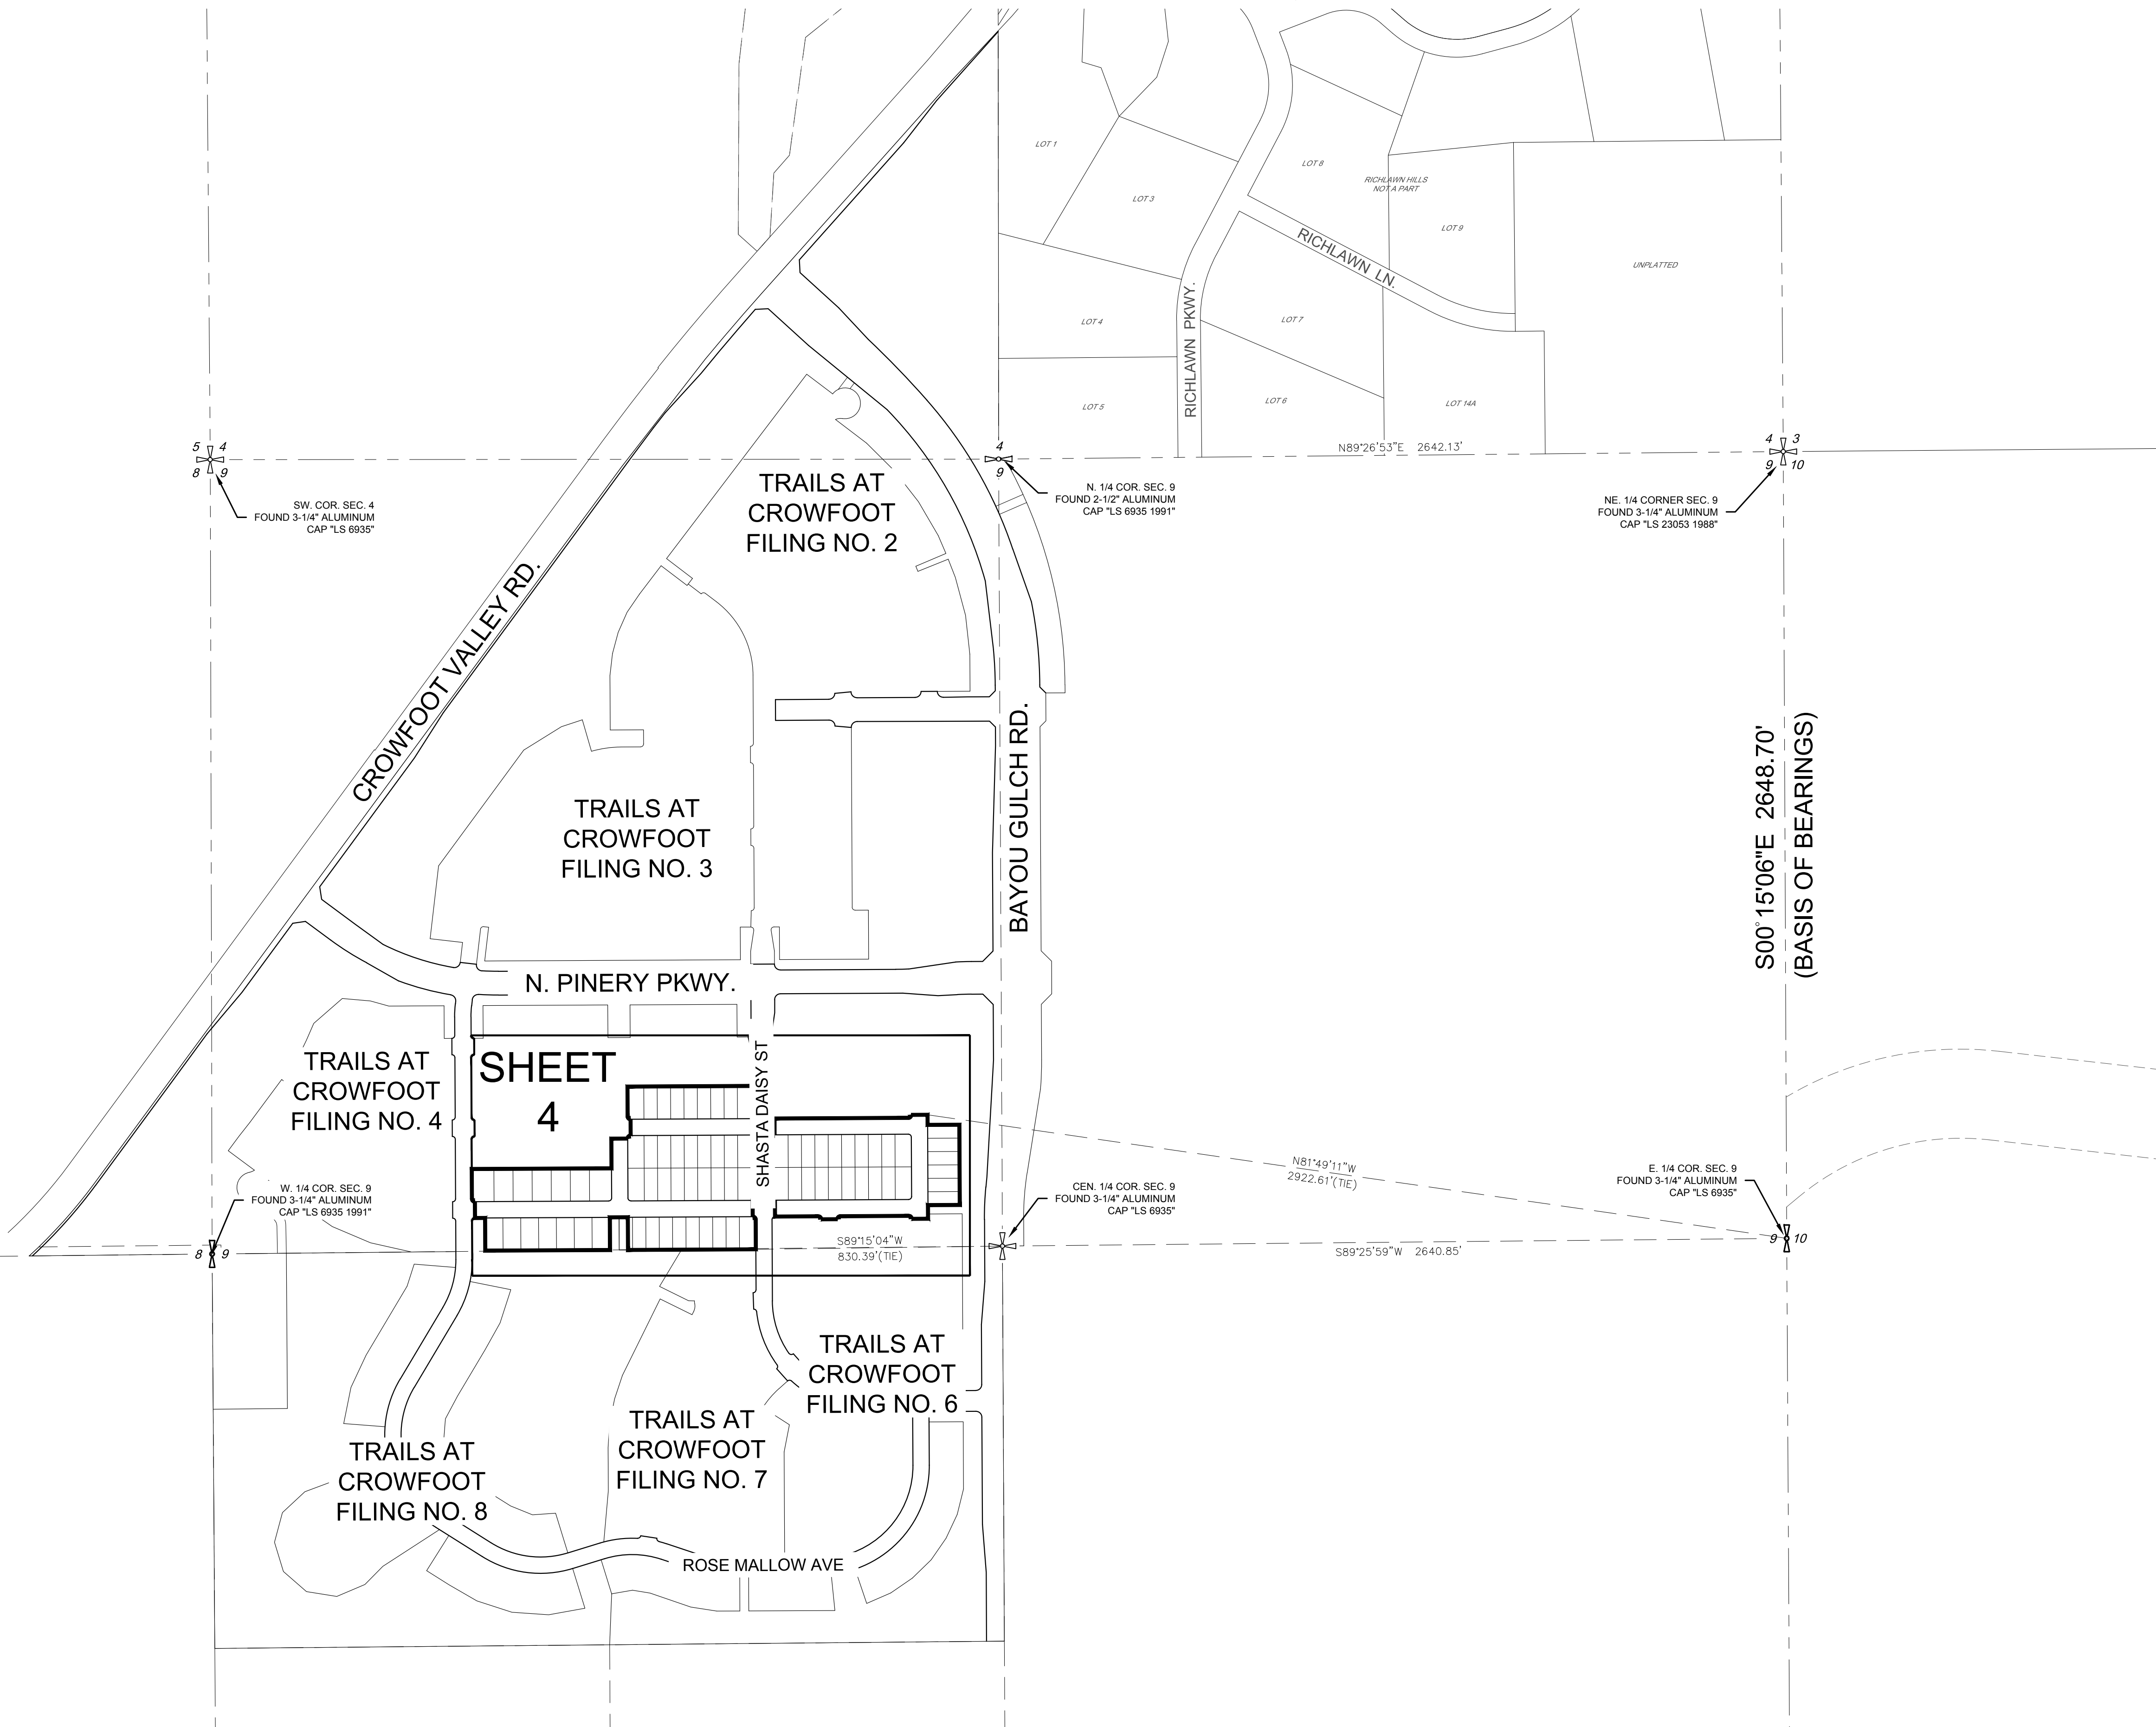 LOT 1
LOT 8
RICHLAWN HILLS
NOT A PART
LOT 3
LOT 9
RICHLAWN LN.
UNPLATTED
RICHLAWN PKWY.
LOT 4
LOT 7
LOT 5
LOT 6
LOT 14A
5 4
8 9
4
9
N89°26'53"E 2642.13'
4 3
9 10
SW. COR. SEC. 4
FOUND 3-1/4" ALUMINUM
CAP "LS 6935"
TRAILS AT
CROWFOOT
FILING NO. 2
N. 1/4 COR. SEC. 9
FOUND 2-1/2" ALUMINUM
CAP "LS 6935 1991"
NE. 1/4 CORNER SEC. 9
FOUND 3-1/4" ALUMINUM
CAP "LS 23053 1988"
CROWFOOT VALLEY RD.
BAYOU GULCH RD.
S00°15'06"E 2648.70'
(BASIS OF BEARINGS)
TRAILS AT
CROWFOOT
FILING NO. 3
N. PINERY PKWY.
TRAILS AT
CROWFOOT
FILING NO. 4
SHEET
4
SHASTA DAISY ST
W. 1/4 COR. SEC. 9
FOUND 3-1/4" ALUMINUM
CAP "LS 6935 1991"
8 9
CEN. 1/4 COR. SEC. 9
FOUND 3-1/4" ALUMINUM
CAP "LS 6935"
N81°49'11"W
2922.61'(TIE)
E. 1/4 COR. SEC. 9
FOUND 3-1/4" ALUMINUM
CAP "LS 6935"
9 10
S89°15'04"W
830.39'(TIE)
S89°25'59"W 2640.85'
TRAILS AT
CROWFOOT
FILING NO. 6
TRAILS AT
CROWFOOT
FILING NO. 7
TRAILS AT
CROWFOOT
FILING NO. 8
ROSE MALLOW AVE